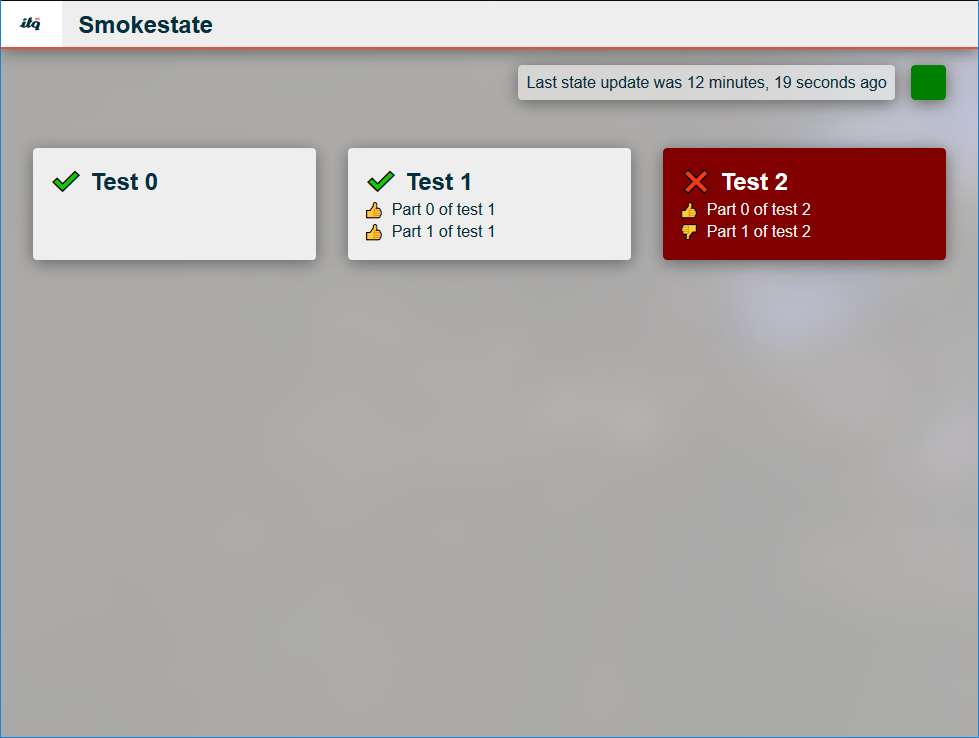 itq
Smokestate
Last state update was 12 minutes, 19 seconds ago
Test 0
Test 1
Part 0 of test 1
Part 1 of test 1
Test 2
Part 0 of test 2
Part 1 of test 2